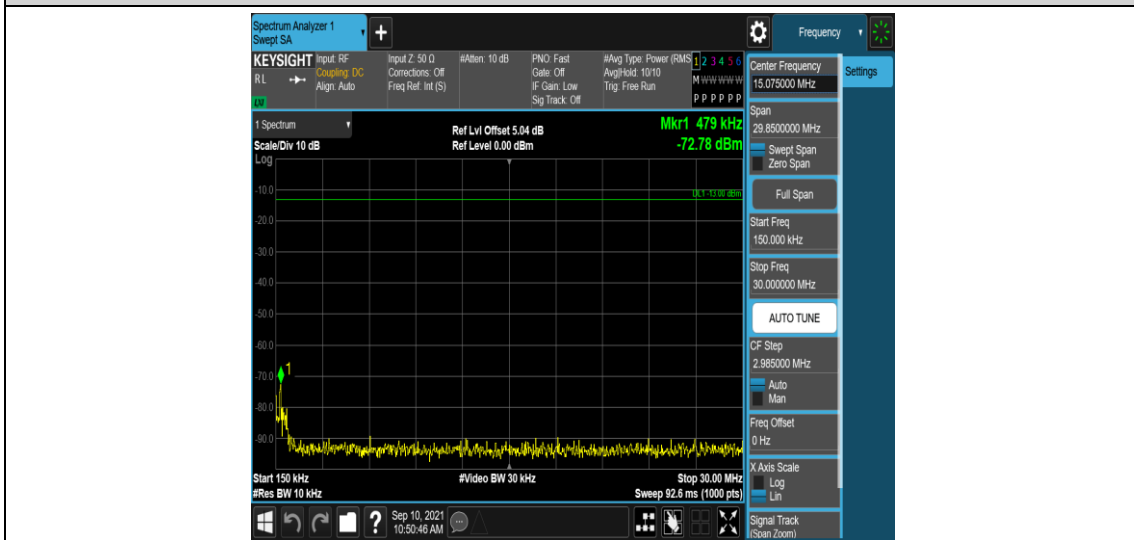 Spectrum Analyzer 1
Swept SA
Frequency
KEYSIGHT
RL
LXI
Input: RF
Coupling: DC
Align: Auto
Input Z: 50 Ω
Corrections: Off
Freq Ref: Int (S)
#Atten: 10 dB
PNO: Fast
Gate: Off
IF Gain: Low
Sig Track: Off
#Avg Type: Power (RMS
Avg|Hold: 10/10
Trig: Free Run
1 2 3 4 5 6
M W W W W W
P P P P P P
Center Frequency
15.075000 MHz
Settings
1 Spectrum
Scale/Div 10 dB
Ref Lvl Offset 5.04 dB
Ref Level 0.00 dBm
Mkr1 479 kHz
-72.78 dBm
Span
29.8500000 MHz
Swept Span
Zero Span
Full Span
Start Freq
150.000 kHz
Stop Freq
30.000000 MHz
AUTO TUNE
CF Step
2.985000 MHz
Auto
Man
Freq Offset
0 Hz
X Axis Scale
Log
Lin
Signal Track
(Span Zoom)
Log
DL1 -13.00 dBm
-10.0
-20.0
-30.0
-40.0
-50.0
-60.0
-70.0
1
-80.0
-90.0
Start 150 kHz
#Video BW 30 kHz
Stop 30.00 MHz
#Res BW 10 kHz
Sweep 92.6 ms (1000 pts)
?
Sep 10, 2021
10:50:46 AM